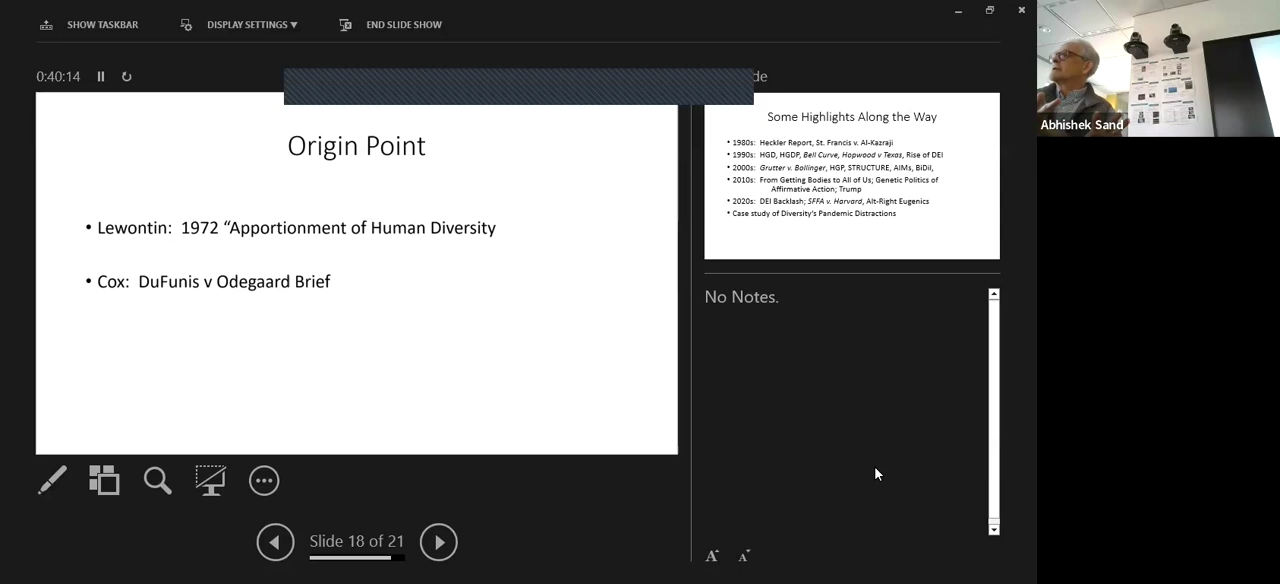 SHOW TASKBAR
DISPLAY SETTINGS ▼
END SLIDE SHOW
0:40:14
de
Origin Point
• Lewontin: 1972 “Apportionment of Human Diversity
• Cox: DuFunis v Odegaard Brief
Some Highlights Along the Way
• 1980s: Heckler Report, St. Francis v. Al-Kazraji
• 1990s: HGD, HGDP, Bell Curve, Hopwood v Texas, Rise of DEI
• 2000s: Grutter v. Bollinger, HGP, STRUCTURE, AIMs, BiDil,
• 2010s: From Getting Bodies to All of Us; Genetic Politics of
Affirmative Action; Trump
• 2020s: DEI Backlash; SFFA v. Harvard, Alt-Right Eugenics
• Case study of Diversity's Pandemic Distractions
No Notes.
Slide 18 of 21
A A
Abhishek Sand